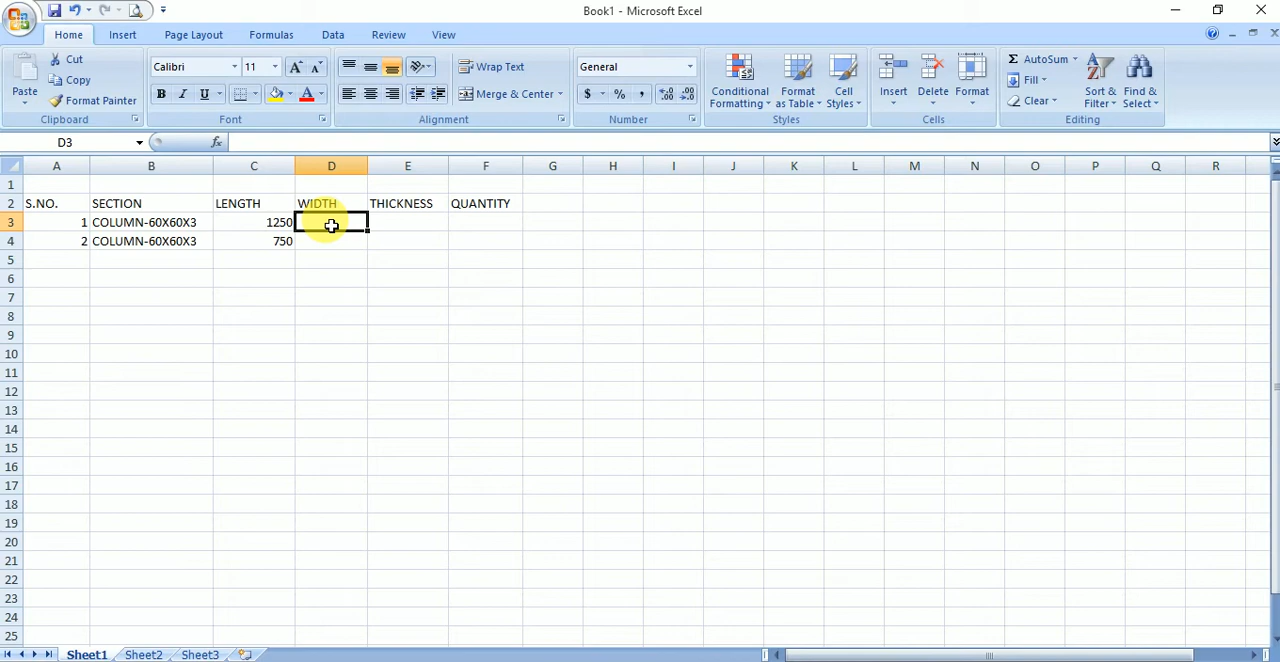 Book1 - Microsoft Excel
Home Insert Page Layout Formulas Data Review View
Paste
Cut
Copy
Format Painter
Clipboard
Calibri 11
B I U
Font
Wrap Text
Merge & Center
Alignment
General
$ % ,
Number
Conditional Formatting
Format as Table
Cell Styles
Styles
Insert Delete Format
Cells
AutoSum
Fill
Clear
Sort & Filter
Find & Select
Editing
D3 fx
A B C D E F G H I J K L M N O P Q R
1
2 S.NO. SECTION LENGTH WIDTH THICKNESS QUANTITY
3 1 COLUMN-60X60X3 1250
4 2 COLUMN-60X60X3 750
5
6
7
8
9
10
11
12
13
14
15
16
17
18
19
20
21
22
23
24
25
Sheet1 Sheet2 Sheet3